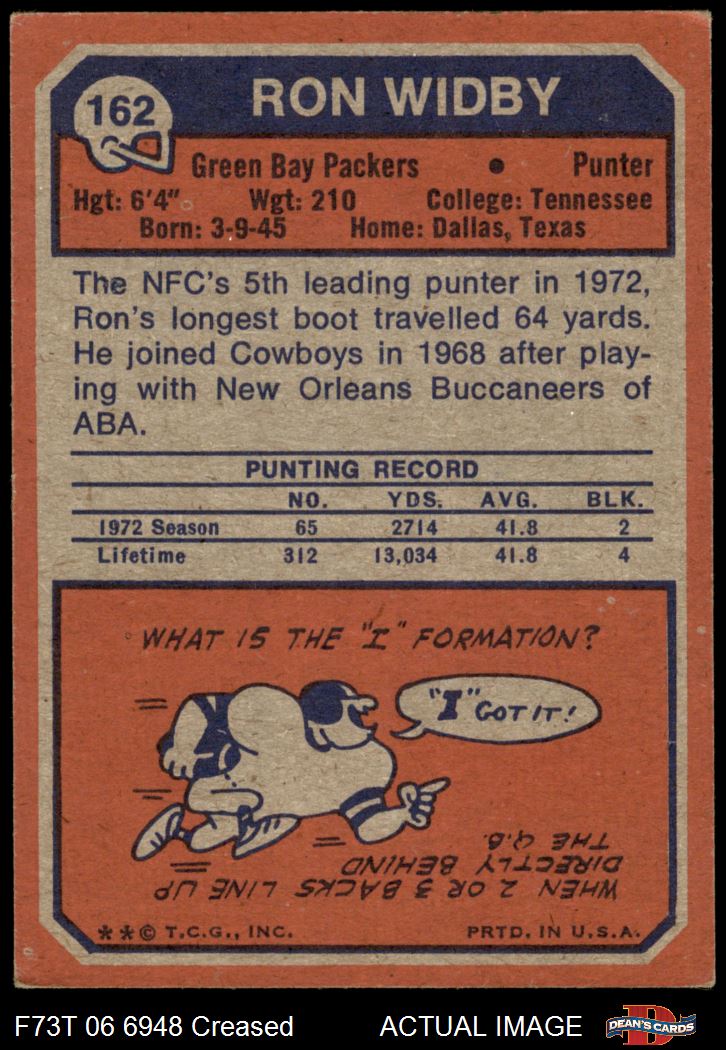 162
RON WIDBY
Green Bay Packers • Punter
Hgt: 6'4" Wgt: 210 College: Tennessee
Born: 3-9-45 Home: Dallas, Texas
The NFC's 5th leading punter in 1972,
Ron's longest boot travelled 64 yards.
He joined Cowboys in 1968 after play-
ing with New Orleans Buccaneers of
ABA.
PUNTING RECORD
NO. YDS. AVG. BLK.
1972 Season 65 2714 41.8 2
Lifetime 312 13,034 41.8 4
WHAT IS THE "I" FORMATION?
"I" GOT IT!
WHEN 2 OR 3 BACKS LINE UP
DIRECTLY BEHIND
THE Q.B.
**© T.C.G., INC. PRTD. IN U.S.A.
F73T 06 6948 Creased ACTUAL IMAGE
D
DEAN'S CARDS